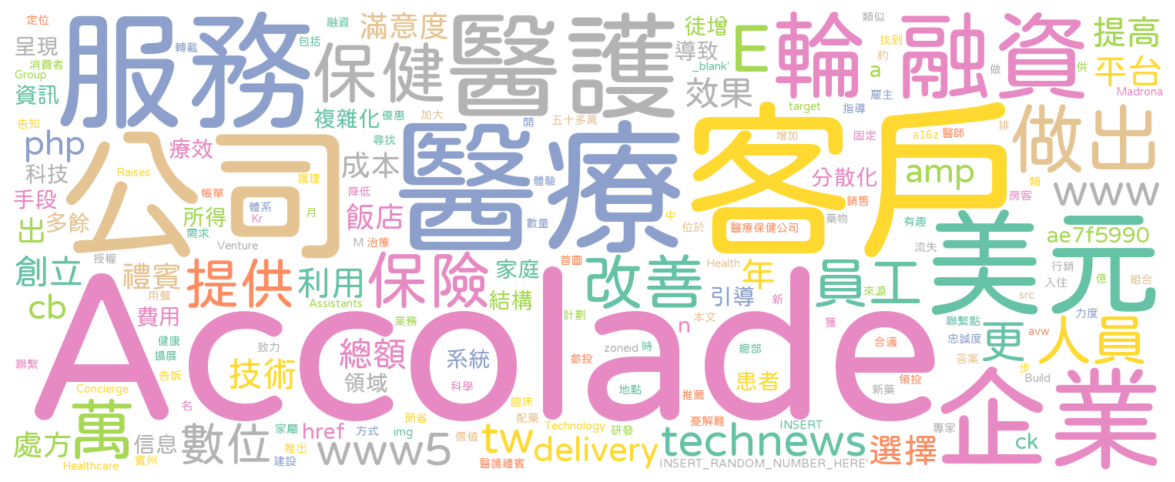 定位
融資
類似
呈現
轉載
包括
滿意度
徒增
找到
提高
消費者
服務
保健
醫護
導致
E
輪
融資
約
Group
_blank'
a
做
供
平台
資訊
效果
雇主
Madrona
告知
複雜化
優惠
加大
開
五十多萬
target
指導
php
公司
尋找
醫療
增加
客戶
固定
a16z
醫師
排
做出
療效
科技
Raises
護理
成本
體驗
分散化
amp
類
www
手段
帳單
降低
銷售
房客
多餘
所得
體系
Kr
月
飯店
數量
中
位於
醫療保健公司
藥物
有趣
美元
ae7f5990
出
需求
Venture
M
治療
流失
授權
首圖
Health
年
創立
禮賓
提供
利用
保險
家庭
改善
員工
行銷
億
組合
入住
用餐
Assistants
結構
引導
新
來源
src
cb
費用
計劃
n
本文
獲
聯繫點
力度
健康
業務
更
人員
擴展
致力
總額
參投
zoneid
時
總部
忠誠度
avw
合適
聯繫
告訴
技術
領域
系統
Accolade
患者
答案
步
Concierge
科學
地點
新藥
領投
Build
萬
名
臨床
推薦
企業
節省
配藥
憂解難
處方
信息
數位
家屬
href
價值
Technology
研發
INSERT
專家
方式
img
tw
delivery
technews
選擇
ck
Healthcare
賓州
推出
建設
www5
醫護禮賓
INSERT_RANDOM_NUMBER_HERE'